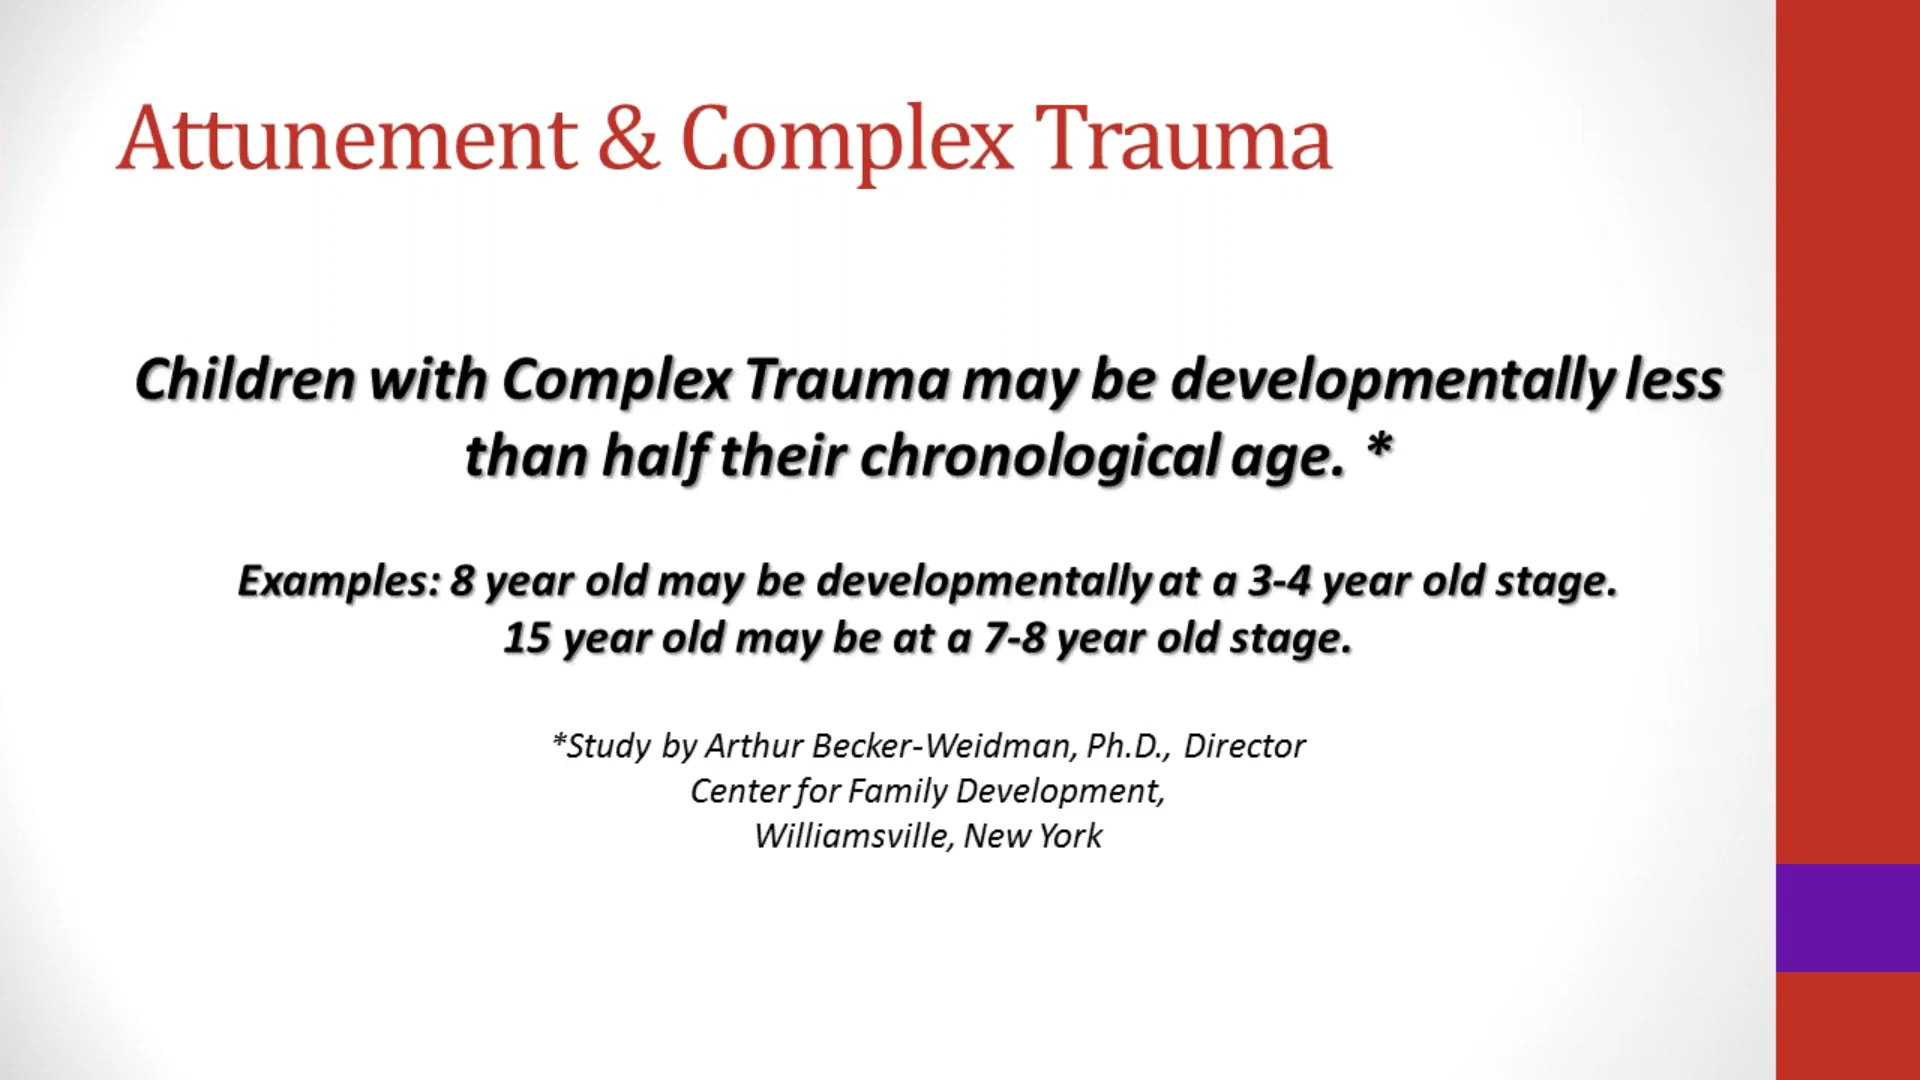 Attunement & Complex Trauma
Children with Complex Trauma may be developmentally less
than half their chronological age. *
Examples: 8 year old may be developmentally at a 3-4 year old stage.
15 year old may be at a 7-8 year old stage.
*Study by Arthur Becker-Weidman, Ph.D., Director
Center for Family Development,
Williamsville, New York